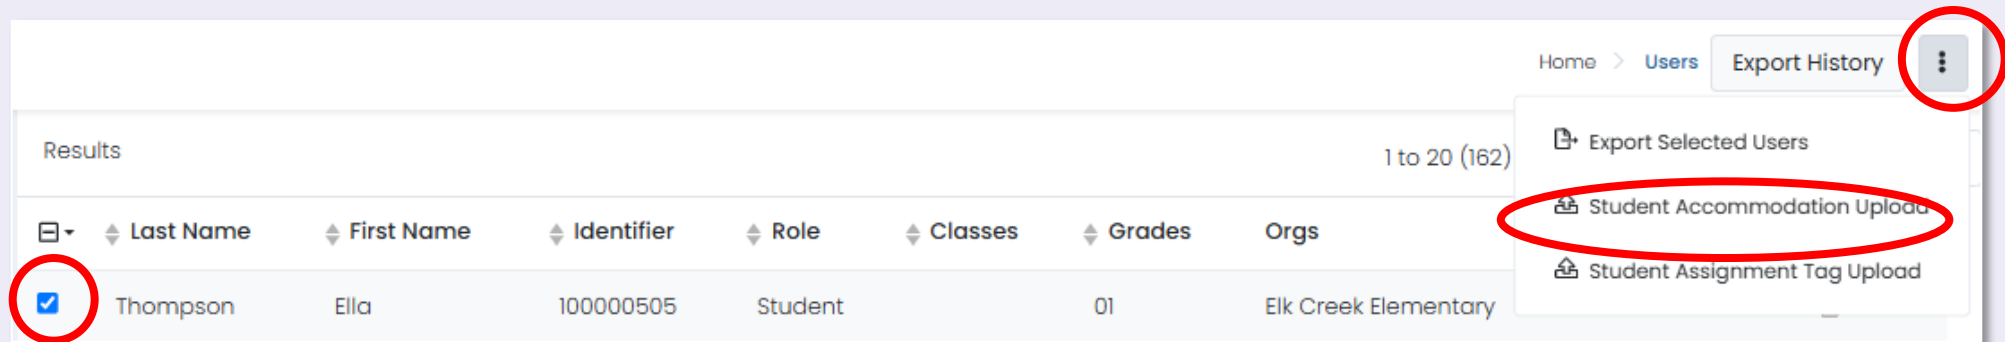 Home > Users Export History
Results 1 to 20 (162)
Export Selected Users
Student Accommodation Upload
Student Assignment Tag Upload
Last Name First Name Identifier Role Classes Grades Orgs
Thompson Ella 100000505 Student 01 Elk Creek Elementary